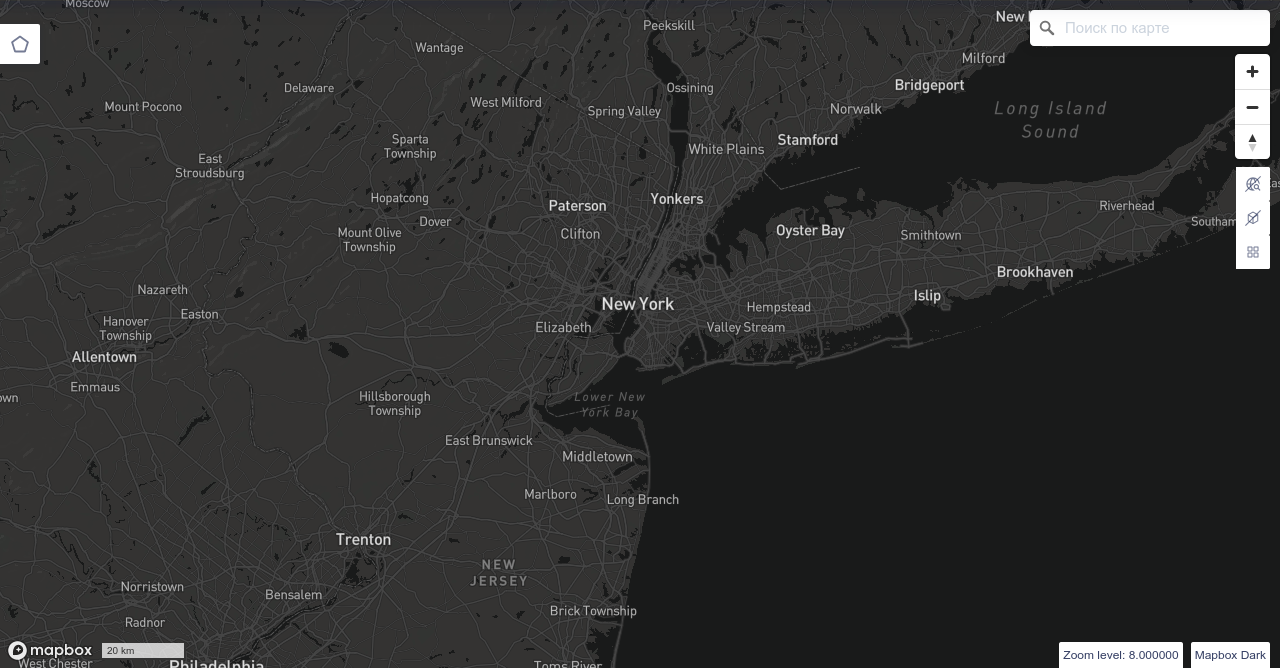 Moscow
Peekskill
New
Поиск по карте
Wantage
Milford
Delaware
Ossining
Bridgeport
Mount Pocono
West Milford
Spring Valley
Norwalk
Long Island
Sound
Sparta
Township
White Plains
Stamford
East
Stroudsburg
Hopatcong
Paterson
Yonkers
Riverhead
Dover
Southam
Mount Olive
Township
Clifton
Oyster Bay
Smithtown
Brookhaven
Nazareth
Islip
New York
Hempstead
Easton
Hanover
Township
Elizabeth
Valley Stream
Allentown
Emmaus
own
Hillsborough
Township
Lower New
York Bay
East Brunswick
Middletown
Marlboro
Long Branch
Trenton
NEW
JERSEY
Norristown
Bensalem
Brick Township
Radnor
mapbox
20 km
West Chester
Philadelphia
Toms River
Zoom level: 8.000000
Mapbox Dark